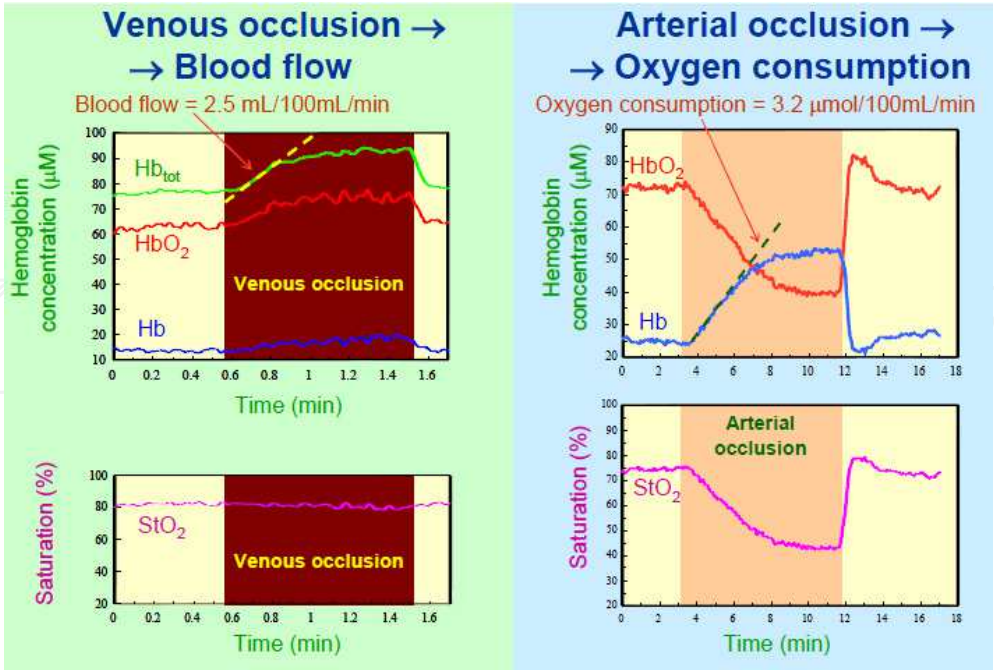 Venous occlusion →
→ Blood flow
Blood flow = 2.5 mL/100mL/min
Hemoglobin
concentration (μM)
100
90
80
70
60
50
40
30
20
10
Hb_tot
HbO₂
Venous occlusion
Hb
0 0.2 0.4 0.6 0.8 1 1.2 1.4 1.6
Time (min)
Saturation (%)
100
80
60
40
20
StO₂
Venous occlusion
0 0.2 0.4 0.6 0.8 1 1.2 1.4 1.6
Time (min)
Arterial occlusion →
→ Oxygen consumption
Oxygen consumption = 3.2 μmol/100mL/min
Hemoglobin
concentration (μM)
90
80
70
60
50
40
30
20
HbO₂
Hb
0 2 4 6 8 10 12 14 16 18
Time (min)
Saturation (%)
100
90
80
70
60
50
40
30
20
Arterial
occlusion
StO₂
0 2 4 6 8 10 12 14 16 18
Time (min)